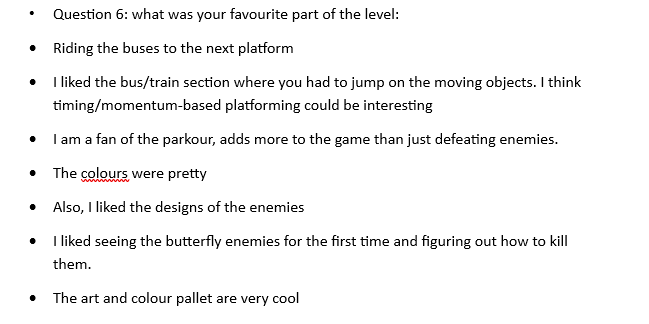 • Question 6: what was your favourite part of the level:
• Riding the buses to the next platform
• I liked the bus/train section where you had to jump on the moving objects. I think
timing/momentum-based platforming could be interesting
• I am a fan of the parkour, adds more to the game than just defeating enemies.
• The colours were pretty
• Also, I liked the designs of the enemies
• I liked seeing the butterfly enemies for the first time and figuring out how to kill
them.
• The art and colour pallet are very cool